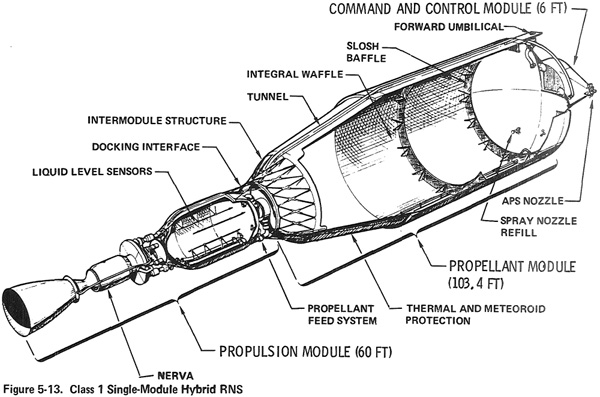 COMMAND AND CONTROL MODULE (6 FT)
FORWARD UMBILICAL
SLOSH
BAFFLE
INTEGRAL WAFFLE
TUNNEL
INTERMODULE STRUCTURE
DOCKING INTERFACE
LIQUID LEVEL SENSORS
APS NOZZLE
SPRAY NOZZLE
REFILL
PROPELLANT MODULE
(103.4 FT)
PROPELLANT
FEED SYSTEM
THERMAL AND METEOROID
PROTECTION
PROPULSION MODULE (60 FT)
NERVA
Figure 5-13. Class 1 Single-Module Hybrid RNS